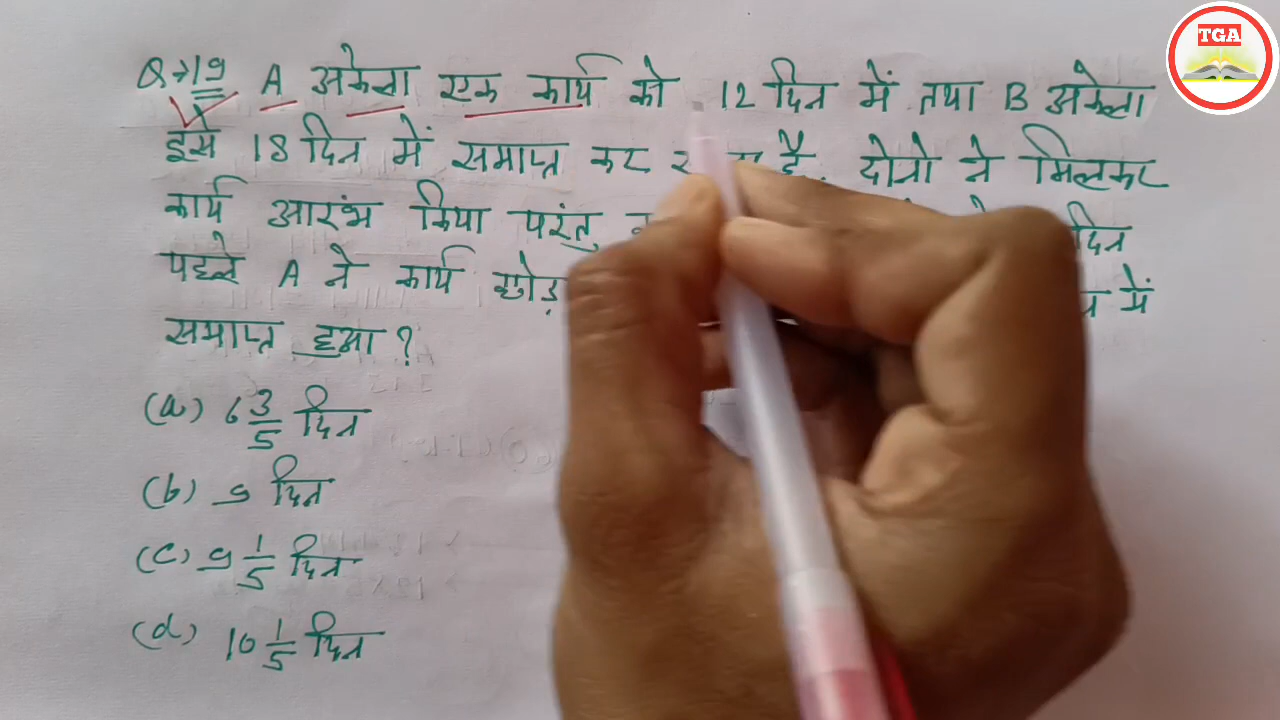 TGA
Q→19 A अकेला एक कार्य को 12 दिन में तथा B अकेला
इसे 18 दिन में समाप्त कर है. दोनो ने मिलकर
कार्य आरंभ किया परंतु दिन
पहले A ने कार्य छोड़ में
समाप्त हुआ ?
(a) 6 3/5 दिन
(b) 9 दिन
(c) 9 1/5 दिन
(d) 10 1/5 दिन